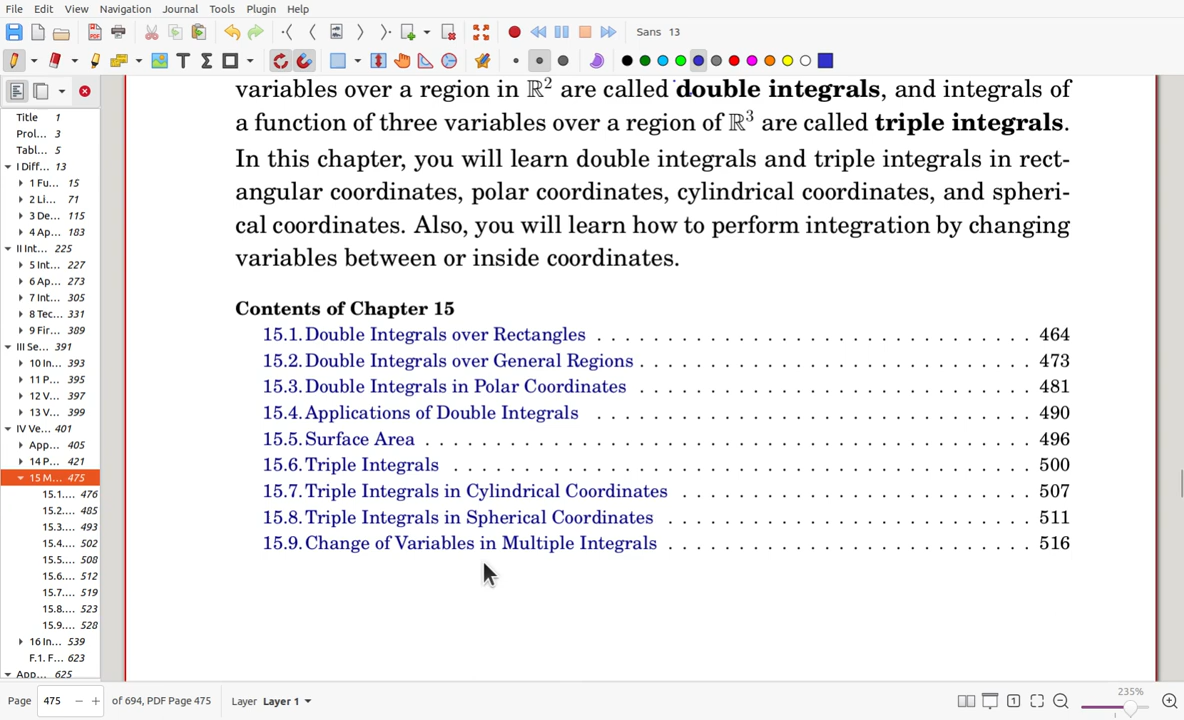 File Edit View Navigation Journal Tools Plugin Help
Sans 13
Title 1
Prol... 3
Tabl... 5
I Diff... 13
1 Fu... 15
2 Li... 71
3 De... 115
4 Ap... 183
II Int... 225
5 Int... 227
6 Ap... 273
7 Int... 305
8 Tec... 331
9 Fir... 389
III Se... 391
10 In... 393
11 P... 395
12 V... 397
13 V... 399
IV Ve... 401
App... 405
14 P... 421
15 M... 475
15.1.... 476
15.2.... 485
15.3.... 493
15.4.... 502
15.5.... 508
15.6.... 512
15.7.... 519
15.8.... 523
15.9.... 528
16 In... 539
F.1. F... 623
App... 625
variables over a region in ℝ² are called double integrals, and integrals of
a function of three variables over a region of ℝ³ are called triple integrals.
In this chapter, you will learn double integrals and triple integrals in rect-
angular coordinates, polar coordinates, cylindrical coordinates, and spheri-
cal coordinates. Also, you will learn how to perform integration by changing
variables between or inside coordinates.
Contents of Chapter 15
15.1. Double Integrals over Rectangles . . . . . . . . . . . . . . . . . . . . . . . . . . . . . . . 464
15.2. Double Integrals over General Regions . . . . . . . . . . . . . . . . . . . . . . . . . . . . 473
15.3. Double Integrals in Polar Coordinates . . . . . . . . . . . . . . . . . . . . . . . . . . . . 481
15.4. Applications of Double Integrals . . . . . . . . . . . . . . . . . . . . . . . . . . . . . . . 490
15.5. Surface Area . . . . . . . . . . . . . . . . . . . . . . . . . . . . . . . . . . . . . . . . . . 496
15.6. Triple Integrals . . . . . . . . . . . . . . . . . . . . . . . . . . . . . . . . . . . . . . . . 500
15.7. Triple Integrals in Cylindrical Coordinates . . . . . . . . . . . . . . . . . . . . . . . . . 507
15.8. Triple Integrals in Spherical Coordinates . . . . . . . . . . . . . . . . . . . . . . . . . . 511
15.9. Change of Variables in Multiple Integrals . . . . . . . . . . . . . . . . . . . . . . . . . . 516
Page 475 of 694, PDF Page 475 Layer Layer 1 1 235%